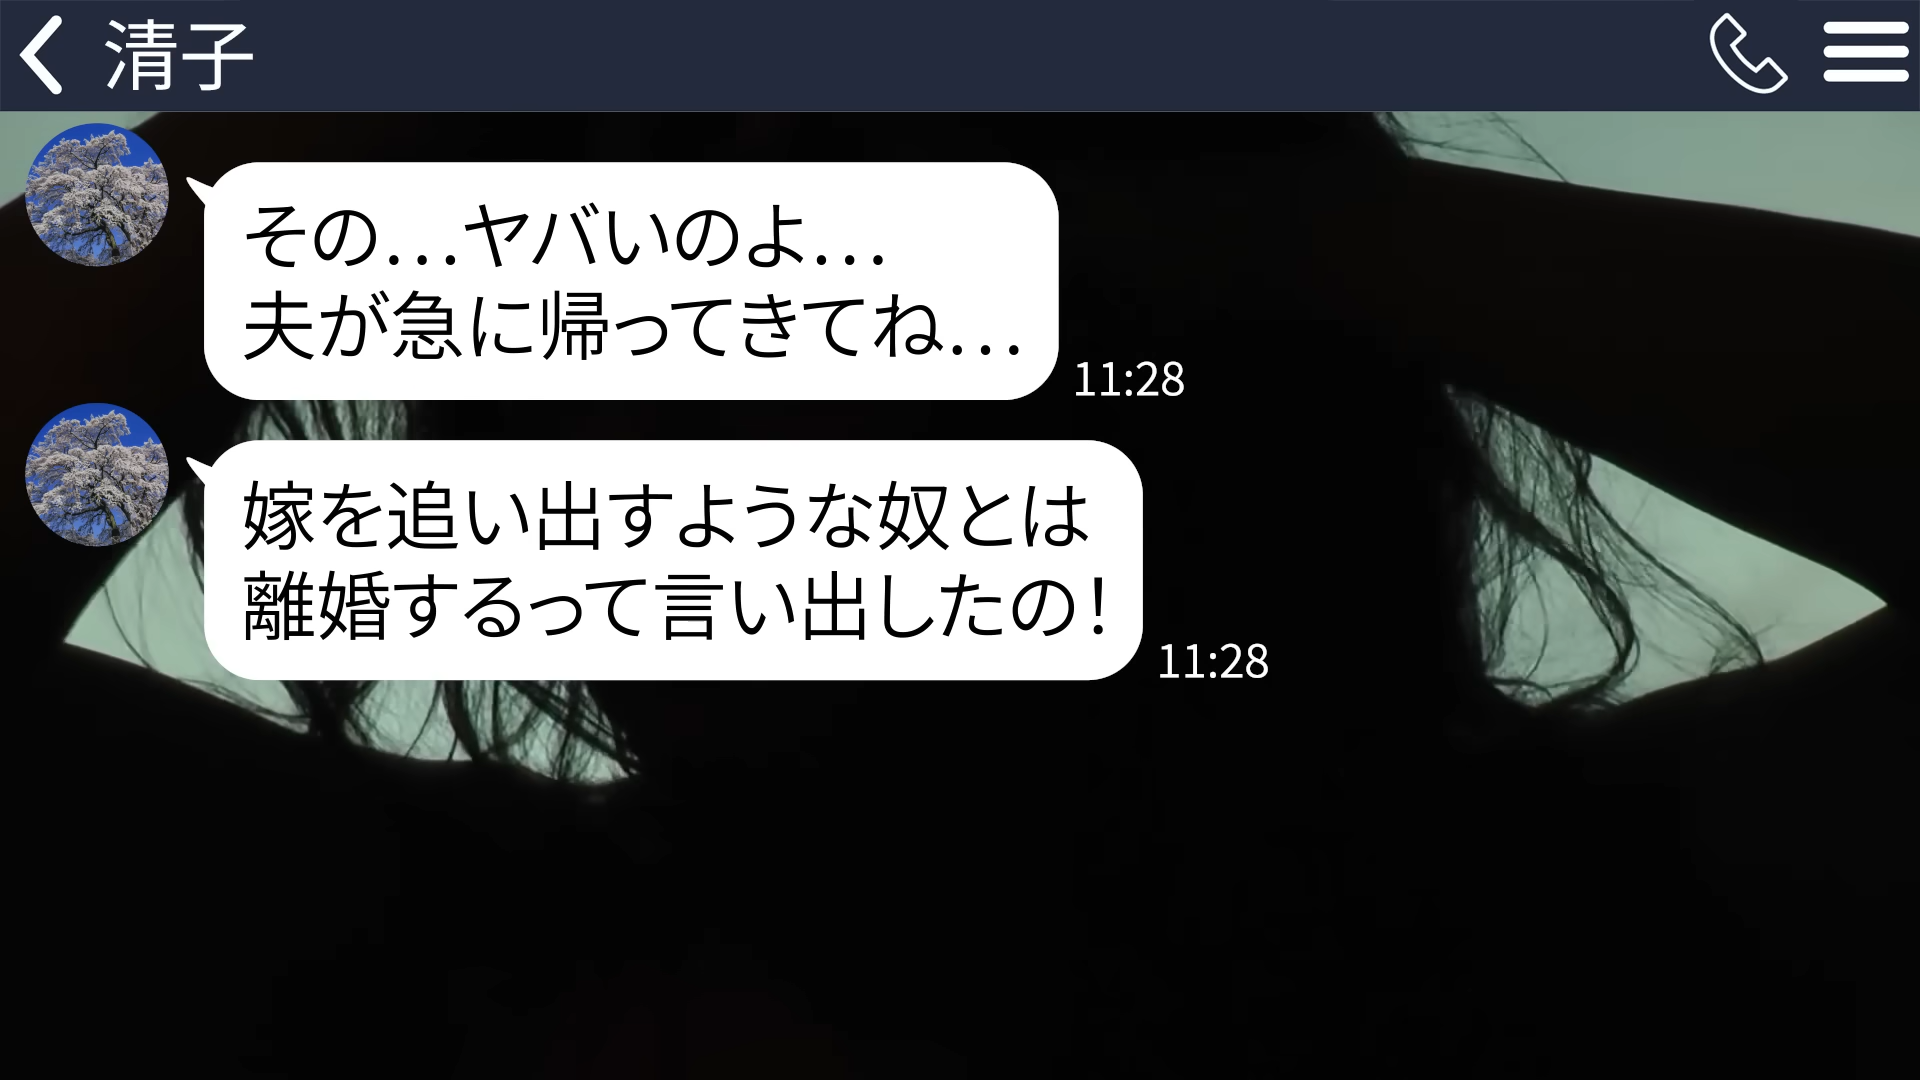 清子
その…ヤバいのよ…
夫が急に帰ってきてね…
11:28
嫁を追い出すような奴とは
離婚するって言い出したの!
11:28